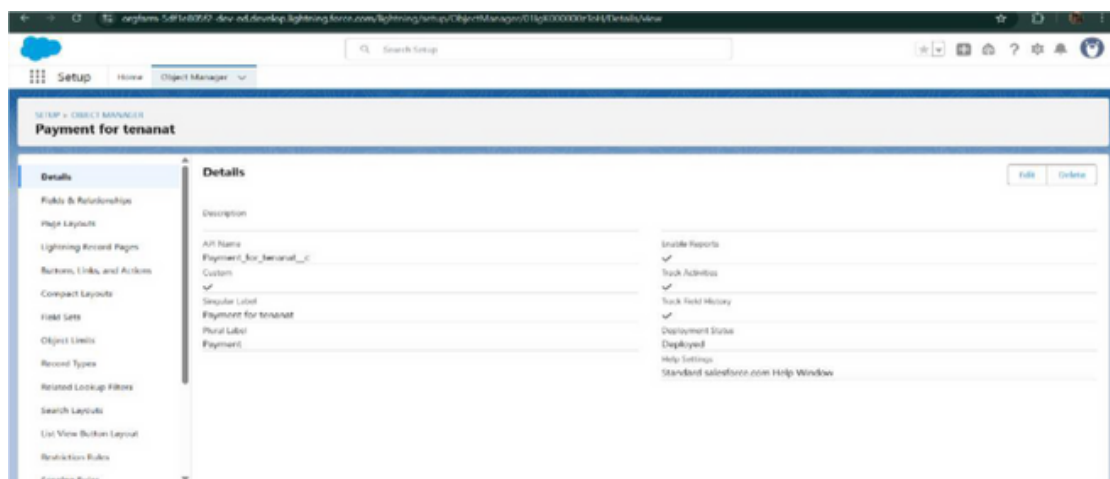 Search Setup
Setup Home Object Manager
SETUP > OBJECT MANAGER
Payment for tenanat
Details
Fields & Relationships
Page Layouts
Lightning Record Pages
Buttons, Links, and Actions
Compact Layouts
Field Sets
Object Limits
Record Types
Related Lookup Filters
Search Layouts
List View Button Layout
Restriction Rules
Details
Edit Delete
Description
API Name
Payment_for_tenanat__c
Custom
Singular Label
Payment for tenanat
Plural Label
Payment
Enable Reports
Track Activities
Track Field History
Deployment Status
Deployed
Help Settings
Standard salesforce.com Help Window